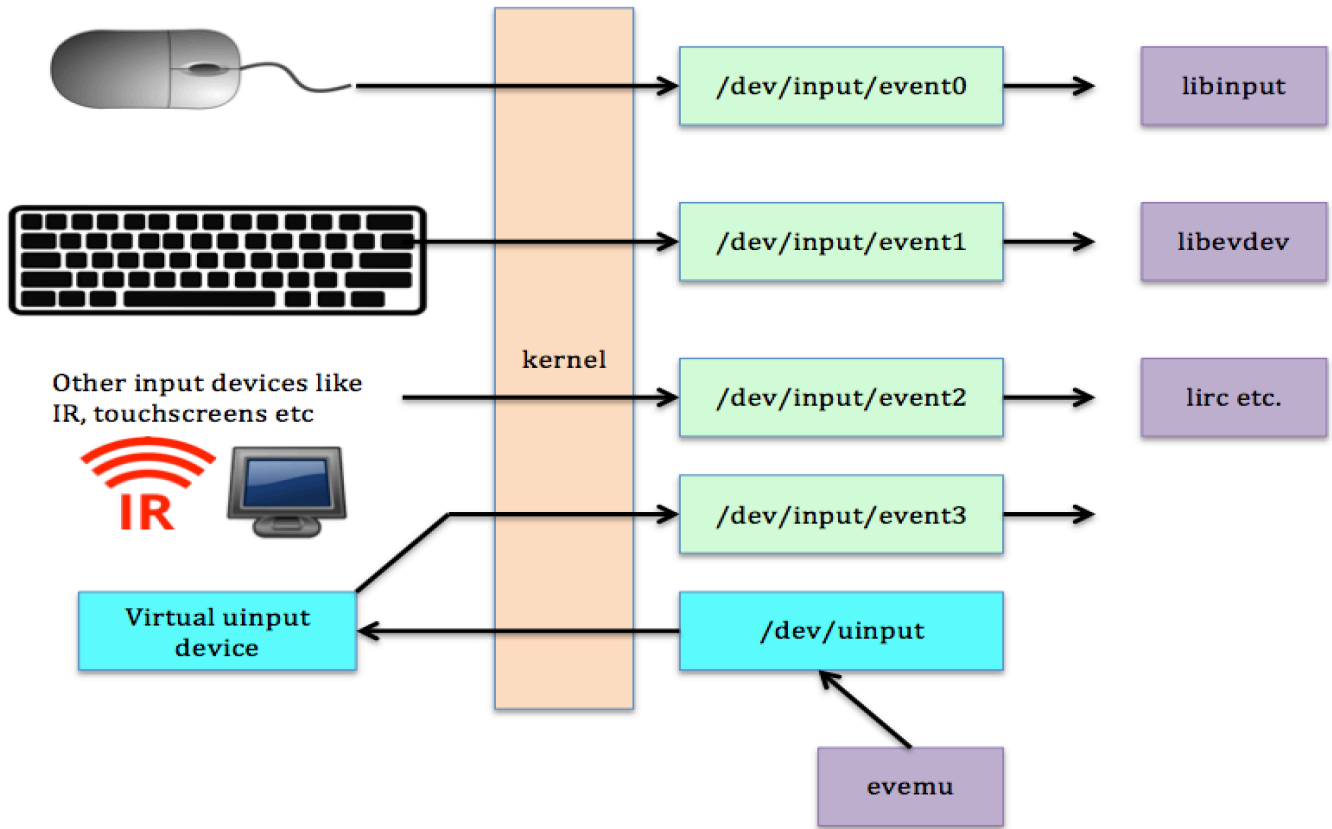 /dev/input/event0
libinput
/dev/input/event1
libevdev
kernel
Other input devices like
IR, touchscreens etc
/dev/input/event2
lirc etc.
IR
/dev/input/event3
Virtual uinput
device
/dev/uinput
evemu